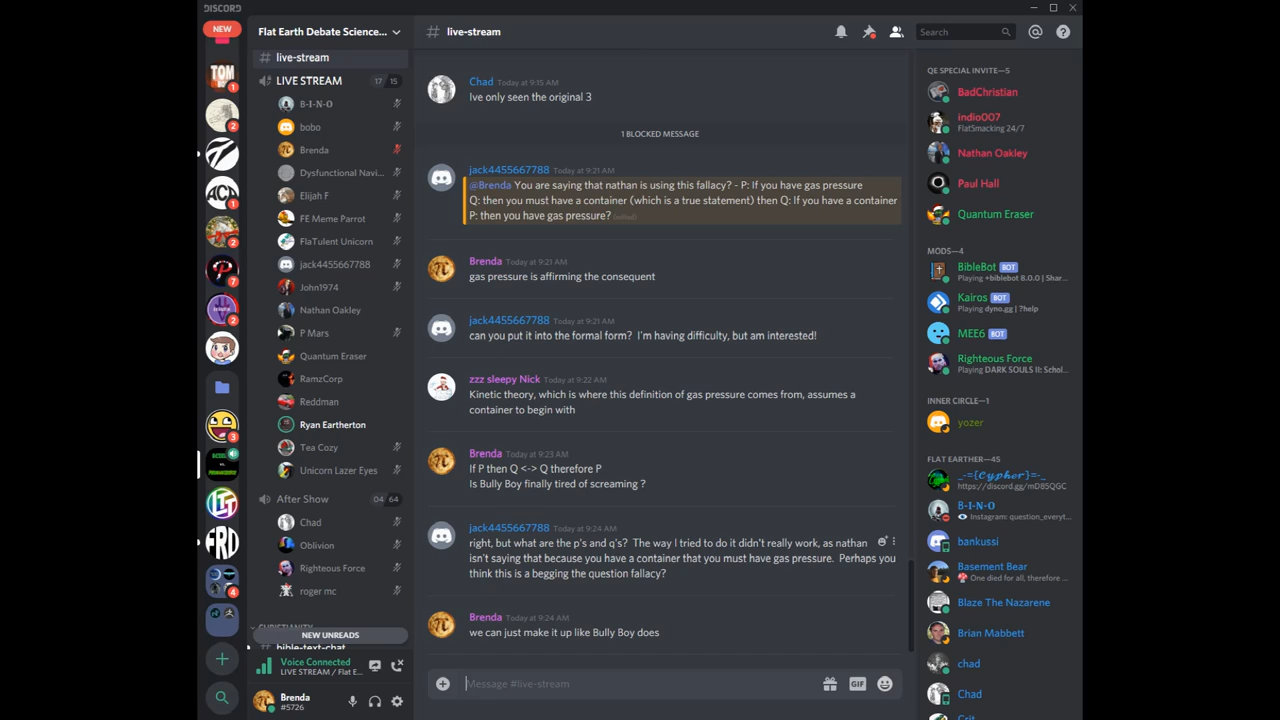 DISCORD
NEW
TOM
1
2
ACA
1
2
7
DEBATE
2
3
LTT
FRD
4
Flat Earth Debate Science...
# live-stream
LIVE STREAM 17 15
B-I-N-O
bobo
Brenda
Dysfunctional Navi...
Elijah F
FE Meme Parrot
FlaTulent Unicorn
jack4455667788
John1974
Nathan Oakley
P Mars
Quantum Eraser
RamzCorp
Reddman
Ryan Eartherton
Tea Cozy
Unicorn Lazer Eyes
After Show 04 64
Chad
Oblivion
Righteous Force
roger mc
CHRISTIANITY
NEW UNREADS
bible-text-chat
Voice Connected
LIVE STREAM / Flat E...
Brenda
#5726
# live-stream
Search
Chad Today at 9:15 AM
Ive only seen the original 3
1 BLOCKED MESSAGE
jack4455667788 Today at 9:21 AM
@Brenda You are saying that nathan is using this fallacy? - P: If you have gas pressure
Q: then you must have a container (which is a true statement) then Q: If you have a container
P: then you have gas pressure? (edited)
Brenda Today at 9:21 AM
gas pressure is affirming the consequent
jack4455667788 Today at 9:21 AM
can you put it into the formal form? I'm having difficulty, but am interested!
zzz sleepy Nick Today at 9:22 AM
Kinetic theory, which is where this definition of gas pressure comes from, assumes a
container to begin with
Brenda Today at 9:23 AM
If P then Q <-> Q therefore P
Is Bully Boy finally tired of screaming ?
jack4455667788 Today at 9:24 AM
right, but what are the p's and q's? The way I tried to do it didn't really work, as nathan
isn't saying that because you have a container that you must have gas pressure. Perhaps you
think this is a begging the question fallacy?
Brenda Today at 9:24 AM
we can just make it up like Bully Boy does
Message #live-stream
GIF
QE SPECIAL INVITE—5
BadChristian
indio007
FlatSmacking 24/7
Nathan Oakley
Paul Hall
Quantum Eraser
MODS—4
BibleBot BOT
Playing +biblebot 8.0.0 | Shar...
Kairos BOT
Playing dyno.gg | ?help
MEE6 BOT
Righteous Force
Playing DARK SOULS II: Schol...
INNER CIRCLE—1
yozer
FLAT EARTHER—45
_-={Cypher}=-_
https://discord.gg/mD85QGC
B-I-N-O
Instagram: question_everyt...
bankussi
Basement Bear
One died for all, therefore ...
Blaze The Nazarene
Brian Mabbett
chad
Chad
Crit